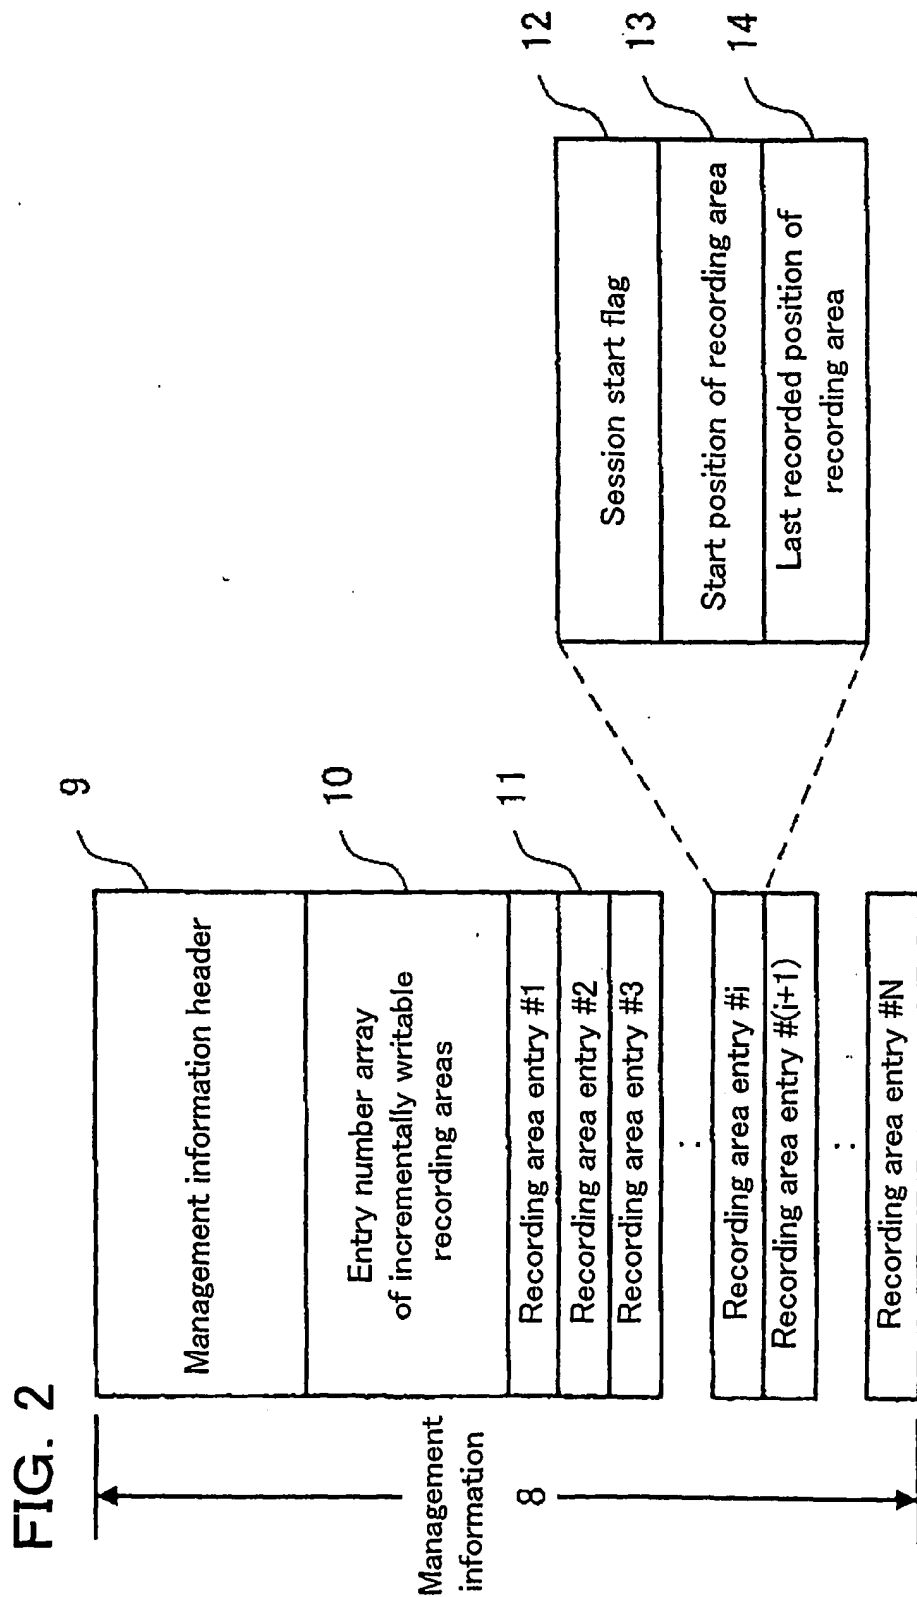 FIG. 2
Management
information
8
9
Management information header
10
Entry number array
of incrementally writable
recording areas
11
Recording area entry #1
Recording area entry #2
Recording area entry #3
:
Recording area entry #i
Recording area entry #(i+1)
:
Recording area entry #N
12
Session start flag
13
Start position of recording area
14
Last recorded position of
recording area